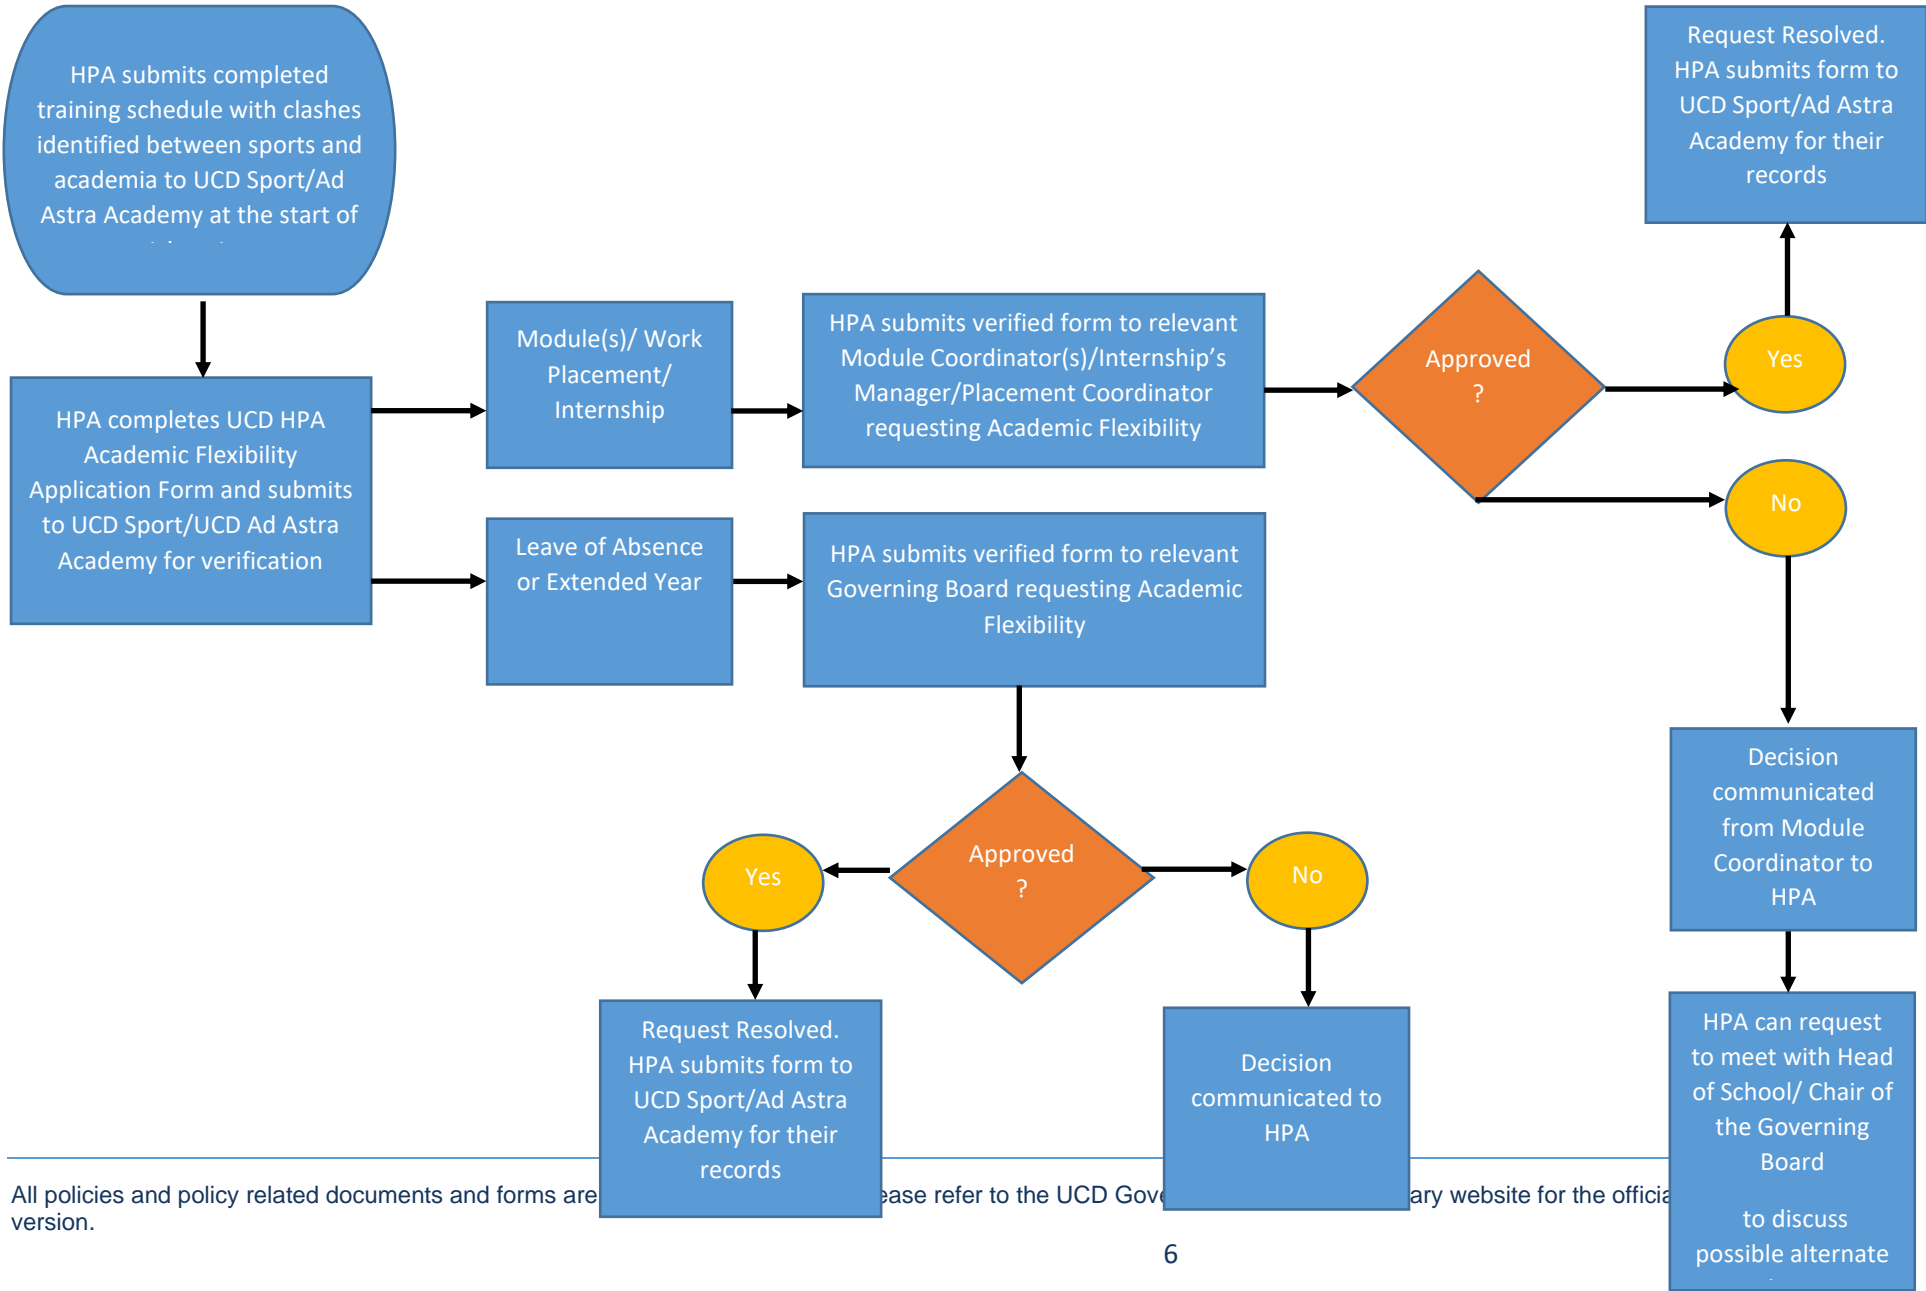 HPA submits completed
training schedule with clashes
identified between sports and
academia to UCD Sport/Ad
Astra Academy at the start of
HPA completes UCD HPA
Academic Flexibility
Application Form and submits
to UCD Sport/UCD Ad Astra
Academy for verification
Module(s)/ Work
Placement/
Internship
HPA submits verified form to relevant
Module Coordinator(s)/Internship’s
Manager/Placement Coordinator
requesting Academic Flexibility
Approved
?
Yes
Request Resolved.
HPA submits form to
UCD Sport/Ad Astra
Academy for their
records
No
Decision
communicated
from Module
Coordinator to
HPA
HPA can request
to meet with Head
of School/ Chair of
the Governing
Board
to discuss
possible alternate
Leave of Absence
or Extended Year
HPA submits verified form to relevant
Governing Board requesting Academic
Flexibility
Approved
?
Yes
Request Resolved.
HPA submits form to
UCD Sport/Ad Astra
Academy for their
records
No
Decision
communicated to
HPA
All policies and policy related documents and forms are ease refer to the UCD Gove ary website for the officia
version.
6